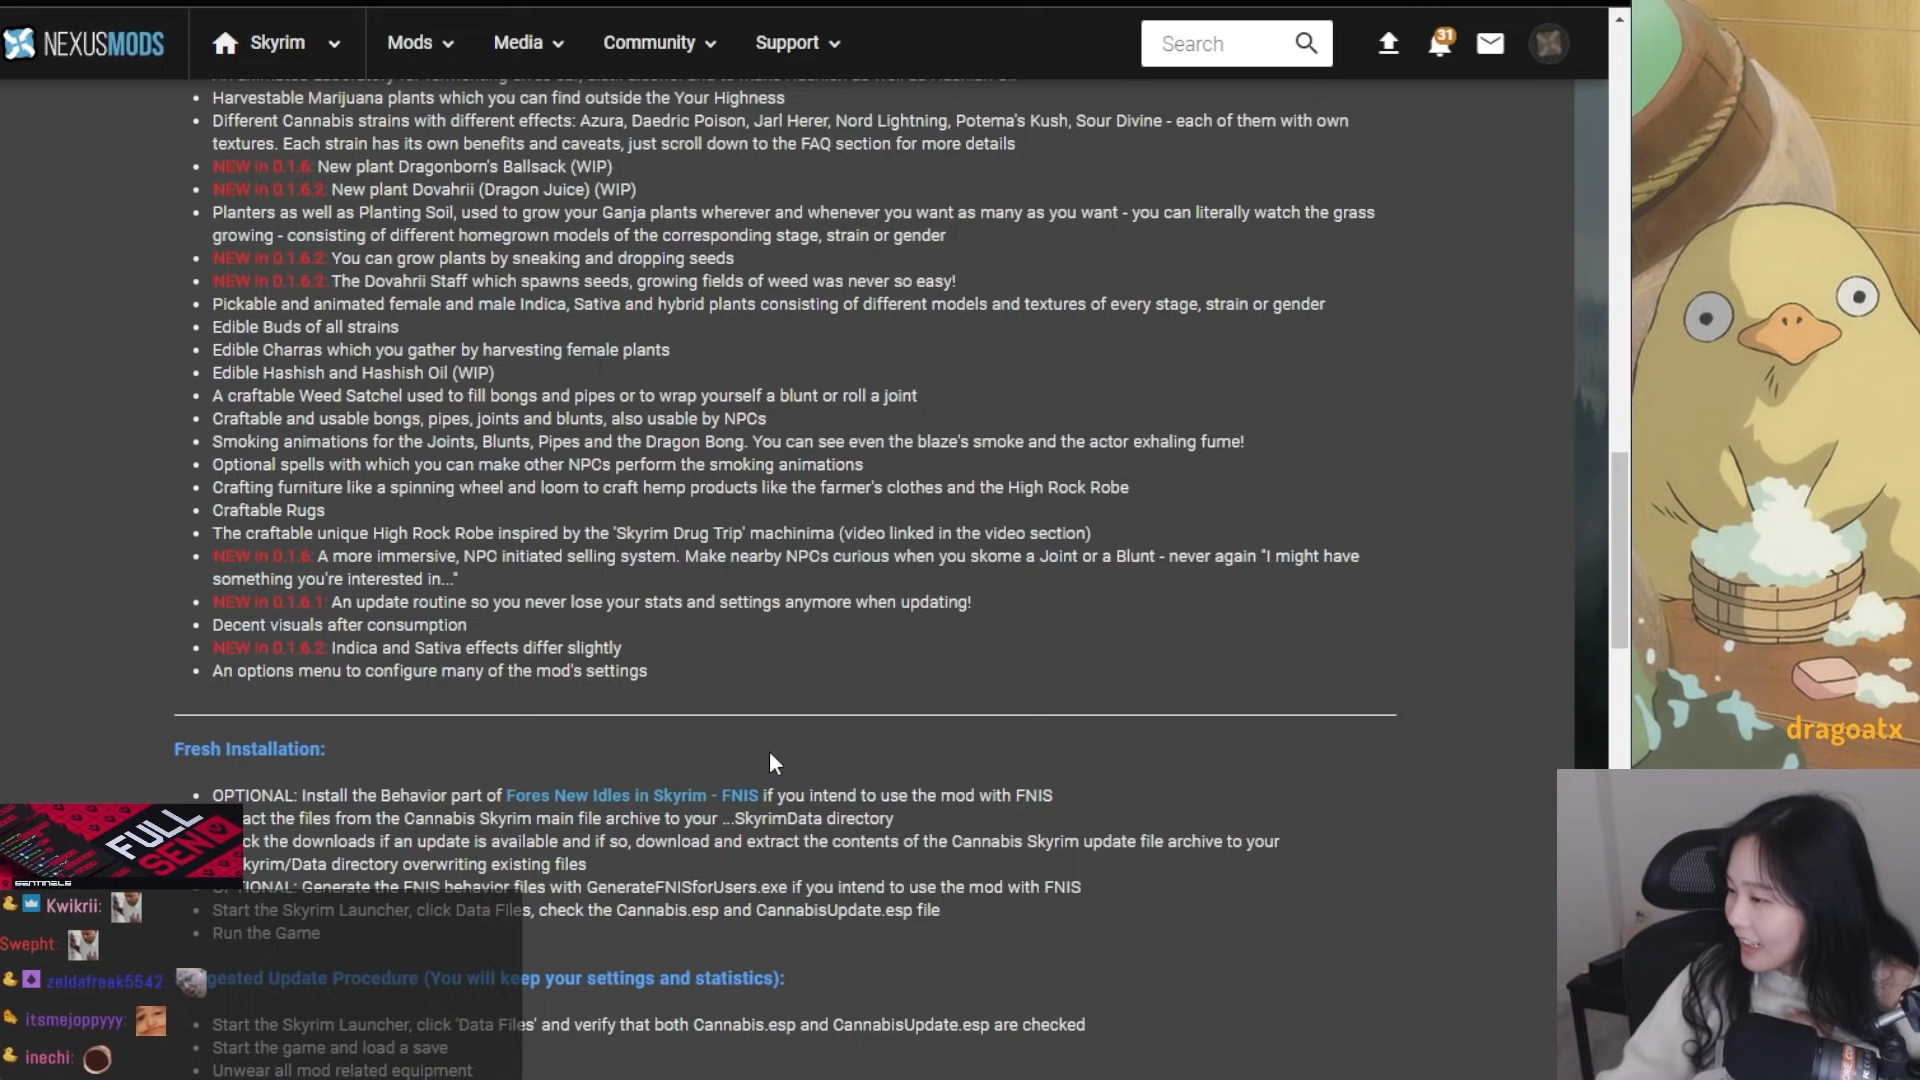 NEXUSMODS
Skyrim
Mods
Media
Community
Support
Search
31
Harvestable Marijuana plants which you can find outside the Your Highness
Different Cannabis strains with different effects: Azura, Daedric Poison, Jarl Herer, Nord Lightning, Potema's Kush, Sour Divine - each of them with own
textures. Each strain has its own benefits and caveats, just scroll down to the FAQ section for more details
NEW in 0.1.6: New plant Dragonborn's Ballsack (WIP)
NEW in 0.1.6.2: New plant Dovahrii (Dragon Juice) (WIP)
Planters as well as Planting Soil, used to grow your Ganja plants wherever and whenever you want as many as you want - you can literally watch the grass
growing - consisting of different homegrown models of the corresponding stage, strain or gender
NEW in 0.1.6.2: You can grow plants by sneaking and dropping seeds
NEW in 0.1.6.2: The Dovahrii Staff which spawns seeds, growing fields of weed was never so easy!
Pickable and animated female and male Indica, Sativa and hybrid plants consisting of different models and textures of every stage, strain or gender
Edible Buds of all strains
Edible Charras which you gather by harvesting female plants
Edible Hashish and Hashish Oil (WIP)
A craftable Weed Satchel used to fill bongs and pipes or to wrap yourself a blunt or roll a joint
Craftable and usable bongs, pipes, joints and blunts, also usable by NPCs
Smoking animations for the Joints, Blunts, Pipes and the Dragon Bong. You can see even the blaze's smoke and the actor exhaling fume!
Optional spells with which you can make other NPCs perform the smoking animations
Crafting furniture like a spinning wheel and loom to craft hemp products like the farmer's clothes and the High Rock Robe
Craftable Rugs
The craftable unique High Rock Robe inspired by the 'Skyrim Drug Trip' machinima (video linked in the video section)
NEW in 0.1.6: A more immersive, NPC initiated selling system. Make nearby NPCs curious when you skome a Joint or a Blunt - never again "I might have
something you're interested in..."
NEW in 0.1.6.1: An update routine so you never lose your stats and settings anymore when updating!
Decent visuals after consumption
NEW in 0.1.6.2: Indica and Sativa effects differ slightly
An options menu to configure many of the mod's settings
Fresh Installation:
OPTIONAL: Install the Behavior part of Fores New Idles in Skyrim - FNIS if you intend to use the mod with FNIS
act the files from the Cannabis Skyrim main file archive to your ...SkyrimData directory
ck the downloads if an update is available and if so, download and extract the contents of the Cannabis Skyrim update file archive to your
kyrim/Data directory overwriting existing files
OPTIONAL: Generate the FNIS behavior files with GenerateFNISforUsers.exe if you intend to use the mod with FNIS
Start the Skyrim Launcher, click Data Files, check the Cannabis.esp and CannabisUpdate.esp file
Run the Game
gested Update Procedure (You will keep your settings and statistics):
Start the Skyrim Launcher, click 'Data Files' and verify that both Cannabis.esp and CannabisUpdate.esp are checked
Start the game and load a save
Unwear all mod related equipment
FULL
SEND
SENTINELS
Kwikrii:
Swepht:
zeldafreak5542
itsmejoppyyy:
inechi:
dragoatx